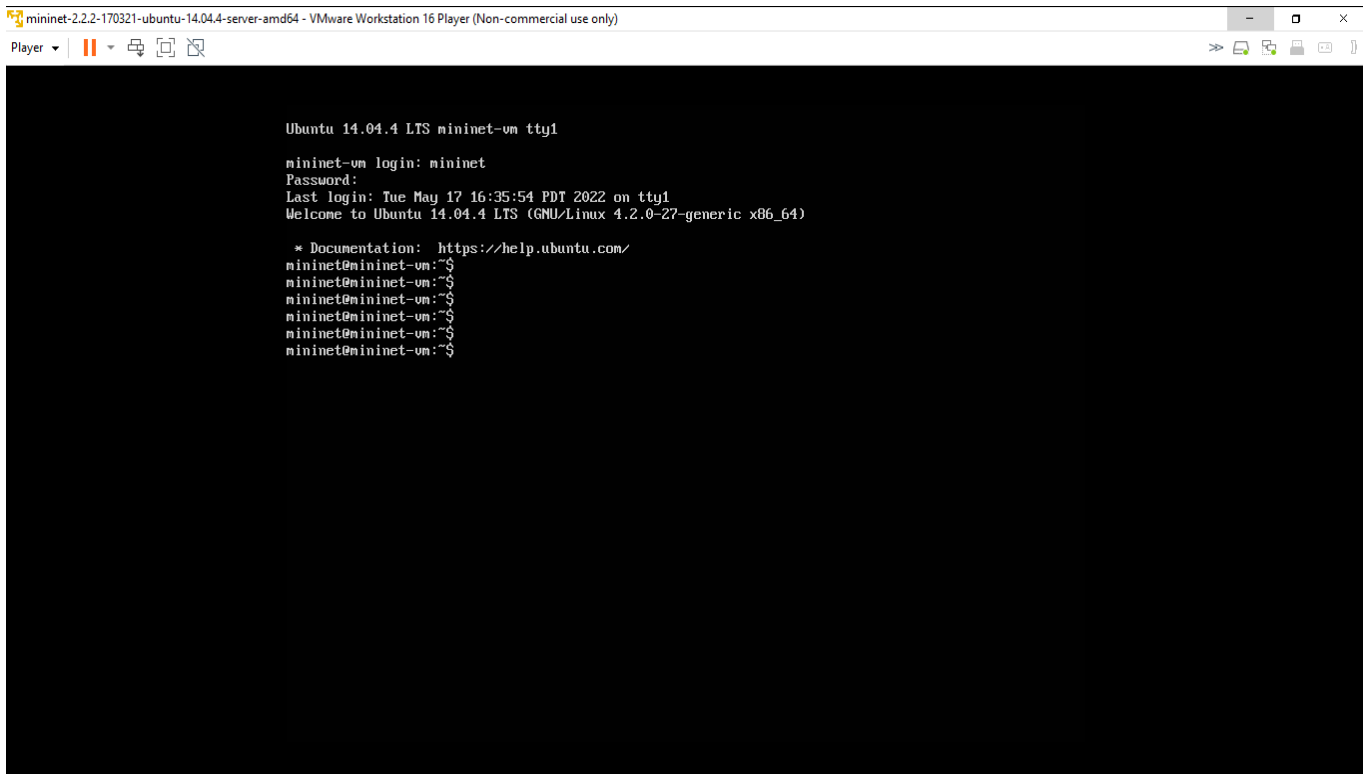 mininet-2.2.2-170321-ubuntu-14.04.4-server-amd64 - VMware Workstation 16 Player (Non-commercial use only)
Player
Ubuntu 14.04.4 LTS mininet-vm tty1
mininet-vm login: mininet
Password:
Last login: Tue May 17 16:35:54 PDT 2022 on tty1
Welcome to Ubuntu 14.04.4 LTS (GNU/Linux 4.2.0-27-generic x86_64)
* Documentation:  https://help.ubuntu.com/
mininet@mininet-vm:~$
mininet@mininet-vm:~$
mininet@mininet-vm:~$
mininet@mininet-vm:~$
mininet@mininet-vm:~$
mininet@mininet-vm:~$